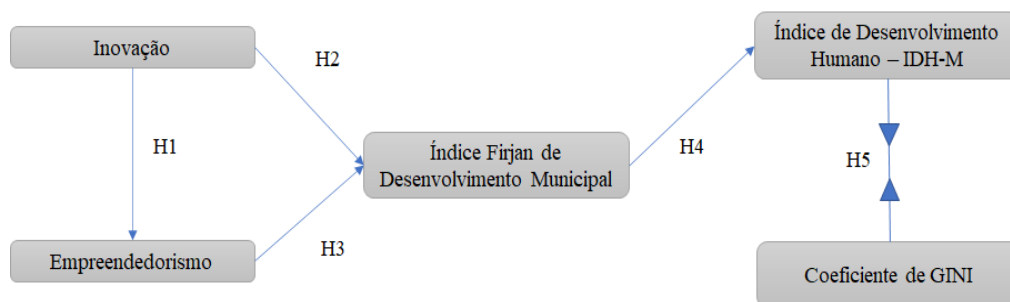 Inovação
H2
Índice de Desenvolvimento
Humano – IDH-M
H1
Índice Firjan de
Desenvolvimento Municipal
H4
H5
H3
Empreendedorismo
Coeficiente de GINI